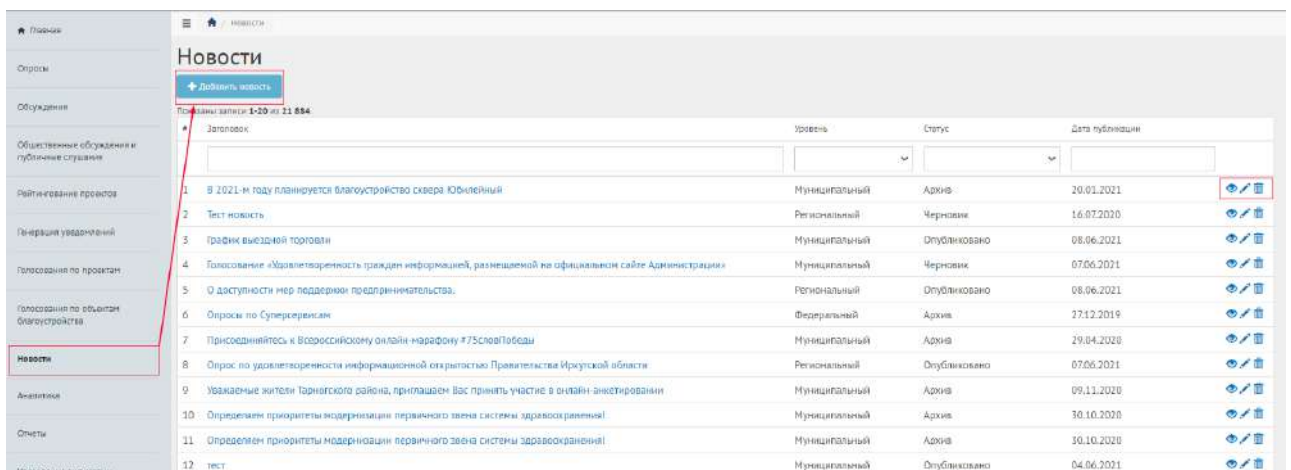 Главная
Опросы
Обсуждения
Общественные обсуждения и
публичные слушания
Рейтингование проектов
Генерация уведомлений
Голосования по проектам
Голосования по объектам
благоустройства
Новости
Аналитика
Отчеты
/ Новости
Новости
+ Добавить новость
Показаны записи 1-20 из 21 884
# Заголовок Уровень Статус Дата публикации
1 В 2021-м году планируется благоустройство сквера Юбилейный Муниципальный Архив 20.01.2021
2 Тест новость Региональный Черновик 16.07.2020
3 График выездной торговли Муниципальный Опубликовано 08.06.2021
4 Голосование «Удовлетворенность граждан информацией, размещаемой на официальном сайте Администрации» Муниципальный Черновик 07.06.2021
5 О доступности мер поддержки предпринимательства. Региональный Опубликовано 08.06.2021
6 Опросы по Суперсервисам Федеральный Архив 27.12.2019
7 Присоединяйтесь к Всероссийскому онлайн-марафону #75словПобеды Муниципальный Архив 29.04.2020
8 Опрос по удовлетворенности информационной открытостью Правительства Иркутской области Региональный Опубликовано 07.06.2021
9 Уважаемые жители Тарногского района, приглашаем Вас принять участие в онлайн-анкетировании Муниципальный Архив 09.11.2020
10 Определяем приоритеты модернизации первичного звена системы здравоохранения! Муниципальный Архив 30.10.2020
11 Определяем приоритеты модернизации первичного звена системы здравоохранения! Муниципальный Архив 30.10.2020
12 тест Муниципальный Опубликовано 04.06.2021